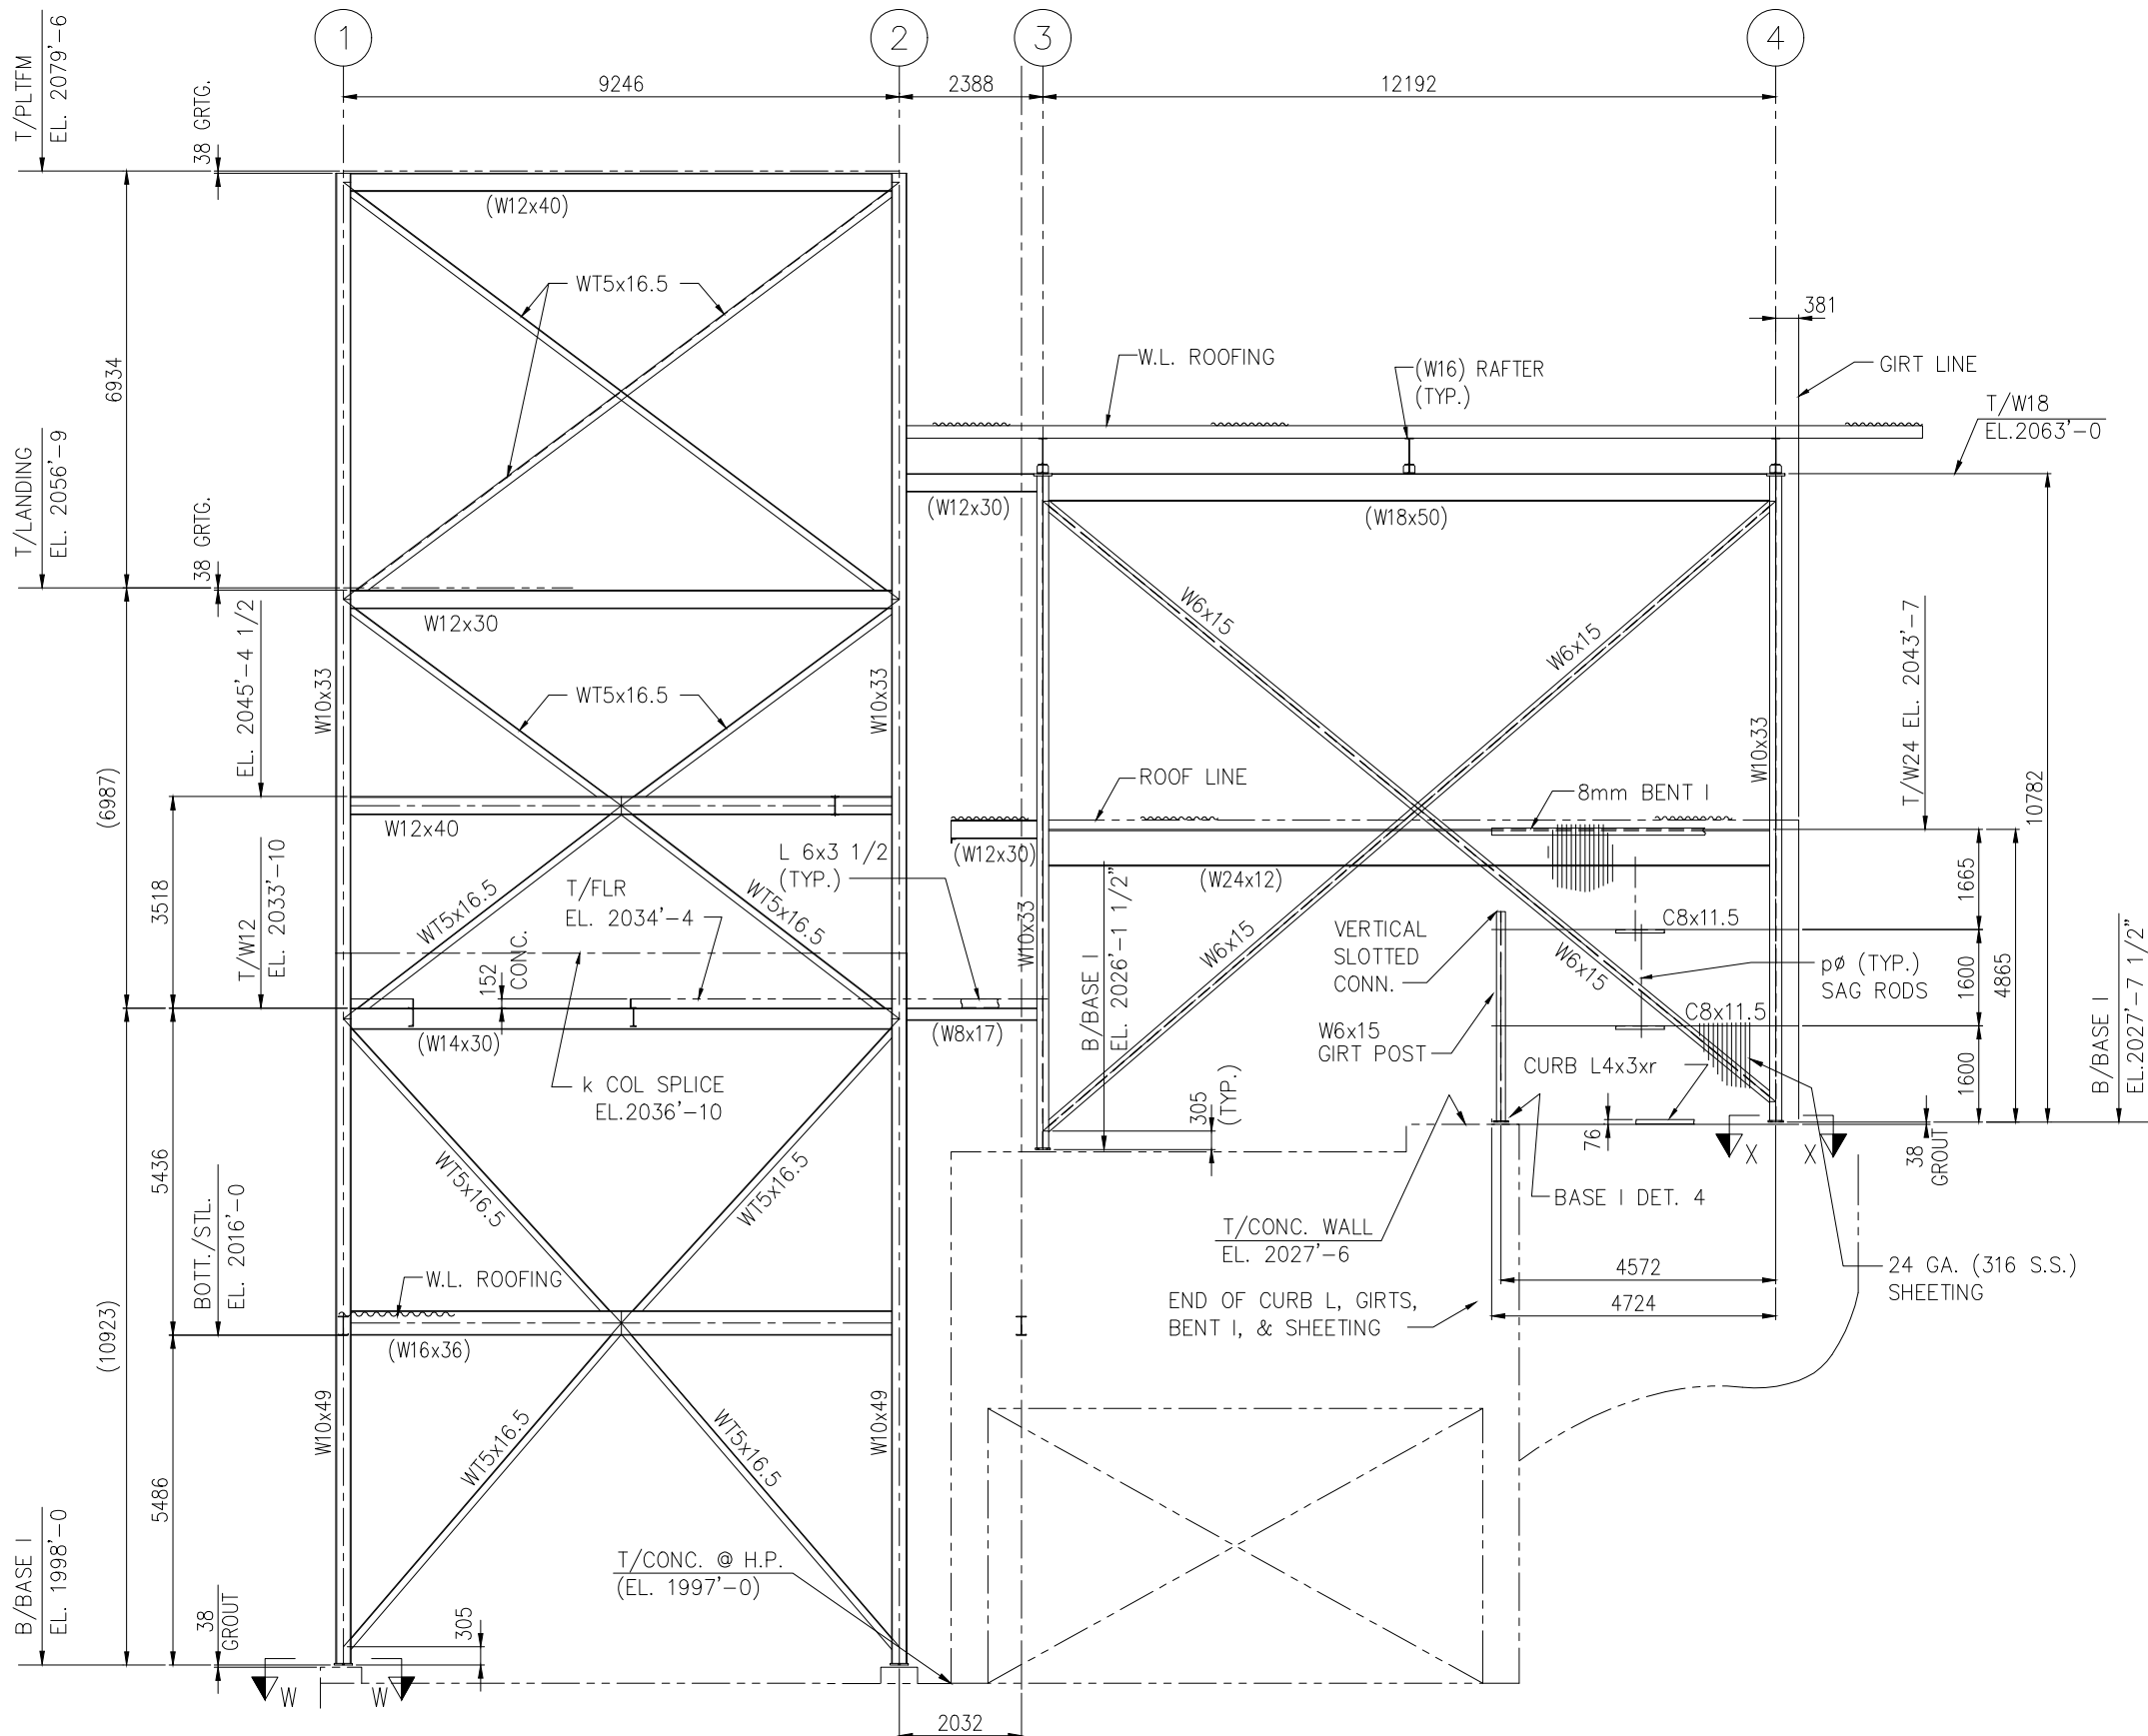 1
2
3
4
9246
2388
12192
T/PLTFM
EL. 2079'-6
38 GRTG.
(W12x40)
WT5x16.5
6934
381
W.L. ROOFING
(W16) RAFTER
(TYP.)
GIRT LINE
T/W18
EL.2063'-0
T/LANDING
EL. 2056'-9
38 GRTG.
(W12x30)
(W18x50)
W12x30
W6x15
W6x15
EL. 2045'-4 1/2
W10x33
WT5x16.5
W10x33
W10x33
T/W24 EL. 2043'-7
(6987)
10782
ROOF LINE
8mm BENT I
W12x40
L 6x3 1/2
(TYP.)
(W12x30)
(W24x12)
1665
3518
T/W12
EL. 2033'-10
WT5x16.5
T/FLR
EL. 2034'-4
WT5x16.5
152
CONC.
W10x33
B/BASE I
EL. 2026'-1 1/2"
W6x15
VERTICAL
SLOTTED
CONN.
C8x11.5
W6x15
pø (TYP.)
SAG RODS
1600
4865
B/BASE I
EL.2027'-7 1/2"
(W14x30)
(W8x17)
W6x15
GIRT POST
C8x11.5
CURB L4x3xr
1600
k COL SPLICE
EL.2036'-10
305
(TYP.)
76
X
X
38
GROUT
5436
WT5x16.5
WT5x16.5
BASE I DET. 4
T/CONC. WALL
EL. 2027'-6
BOTT./STL.
EL. 2016'-0
W.L. ROOFING
4572
24 GA. (316 S.S.)
SHEETING
END OF CURB L, GIRTS,
BENT I, & SHEETING
4724
(10923)
(W16x36)
W10x49
WT5x16.5
WT5x16.5
W10x49
5486
B/BASE I
EL. 1998'-0
T/CONC. @ H.P.
(EL. 1997'-0)
38
GROUT
305
W
W
2032